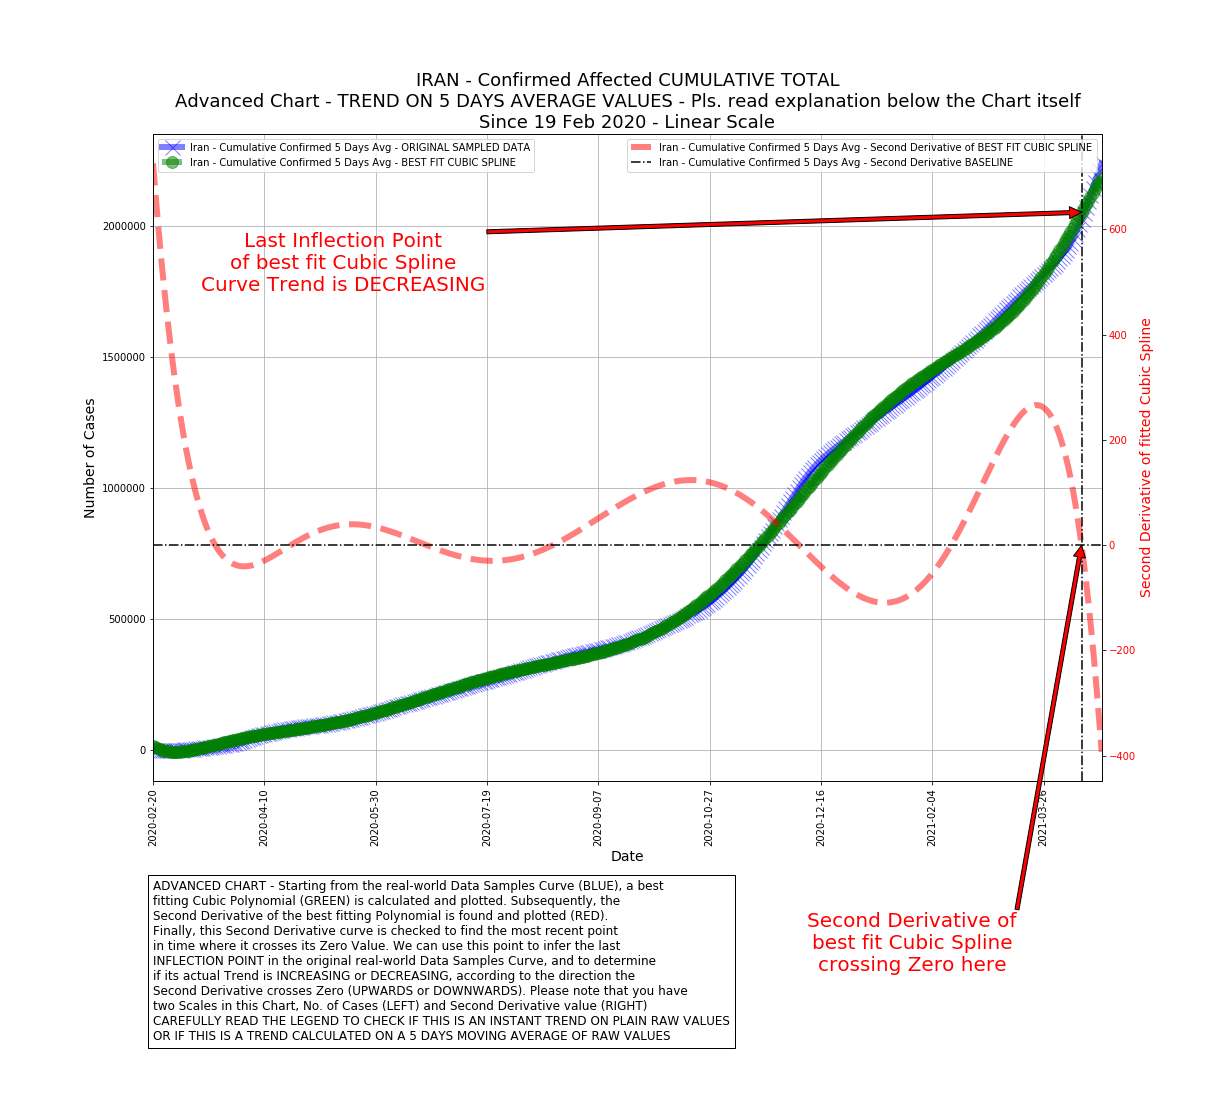 IRAN - Confirmed Affected CUMULATIVE TOTAL
Advanced Chart - TREND ON 5 DAYS AVERAGE VALUES - Pls. read explanation below the Chart itself
Since 19 Feb 2020 - Linear Scale
Iran - Cumulative Confirmed 5 Days Avg - ORIGINAL SAMPLED DATA
Iran - Cumulative Confirmed 5 Days Avg - BEST FIT CUBIC SPLINE
Iran - Cumulative Confirmed 5 Days Avg - Second Derivative of BEST FIT CUBIC SPLINE
Iran - Cumulative Confirmed 5 Days Avg - Second Derivative BASELINE
Last Inflection Point
of best fit Cubic Spline
Curve Trend is DECREASING
Number of Cases
2000000
1500000
1000000
500000
0
600
400
200
0
−200
−400
Second Derivative of fitted Cubic Spline
2020-02-20
2020-04-10
2020-05-30
2020-07-19
2020-09-07
2020-10-27
2020-12-16
2021-02-04
2021-03-26
Date
Second Derivative of
best fit Cubic Spline
crossing Zero here
ADVANCED CHART - Starting from the real-world Data Samples Curve (BLUE), a best
fitting Cubic Polynomial (GREEN) is calculated and plotted. Subsequently, the
Second Derivative of the best fitting Polynomial is found and plotted (RED).
Finally, this Second Derivative curve is checked to find the most recent point
in time where it crosses its Zero Value. We can use this point to infer the last
INFLECTION POINT in the original real-world Data Samples Curve, and to determine
if its actual Trend is INCREASING or DECREASING, according to the direction the
Second Derivative crosses Zero (UPWARDS or DOWNWARDS). Please note that you have
two Scales in this Chart, No. of Cases (LEFT) and Second Derivative value (RIGHT)
CAREFULLY READ THE LEGEND TO CHECK IF THIS IS AN INSTANT TREND ON PLAIN RAW VALUES
OR IF THIS IS A TREND CALCULATED ON A 5 DAYS MOVING AVERAGE OF RAW VALUES